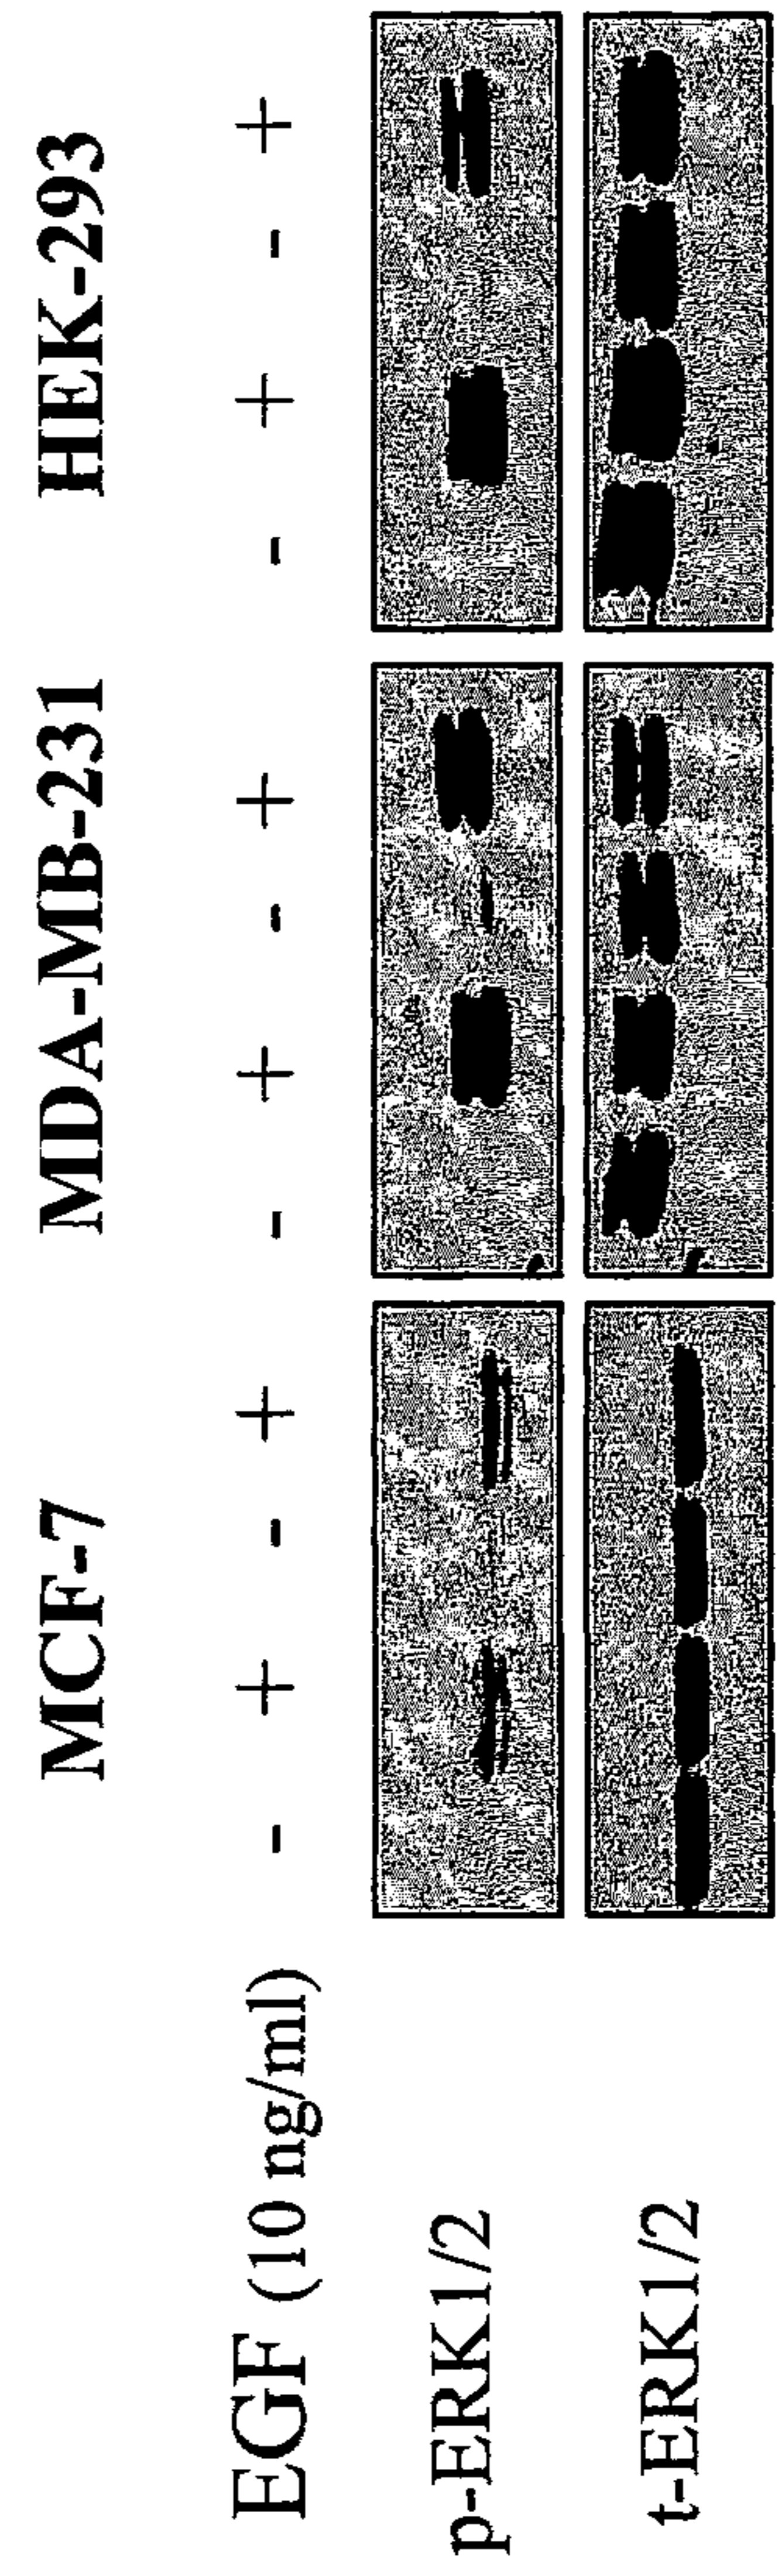 MCF-7 MDA-MB-231 HEK-293
EGF (10 ng/ml) - + - + - + - + - + - +
p-ERK1/2
t-ERK1/2